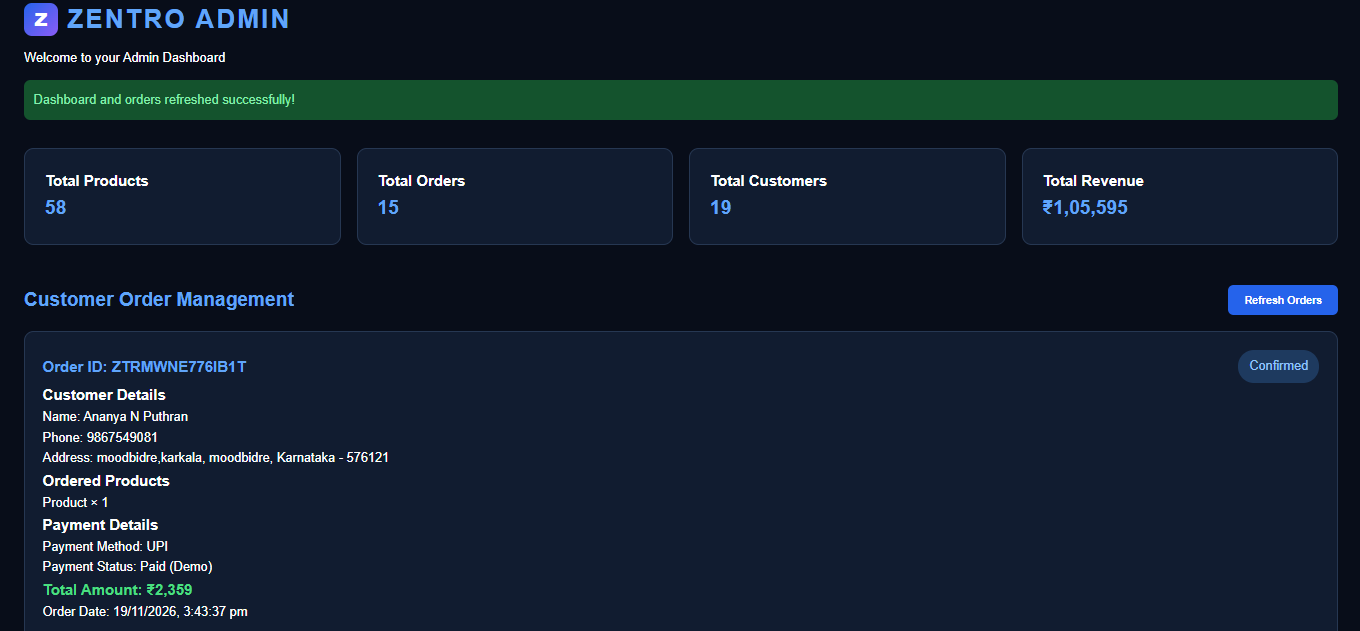 Z ZENTRO ADMIN
Welcome to your Admin Dashboard
Dashboard and orders refreshed successfully!
Total Products
58
Total Orders
15
Total Customers
19
Total Revenue
₹1,05,595
Customer Order Management
Refresh Orders
Order ID: ZTRMWNE776IB1T
Confirmed
Customer Details
Name: Ananya N Puthran
Phone: 9867549081
Address: moodbidre,karkala, moodbidre, Karnataka - 576121
Ordered Products
Product × 1
Payment Details
Payment Method: UPI
Payment Status: Paid (Demo)
Total Amount: ₹2,359
Order Date: 19/11/2026, 3:43:37 pm